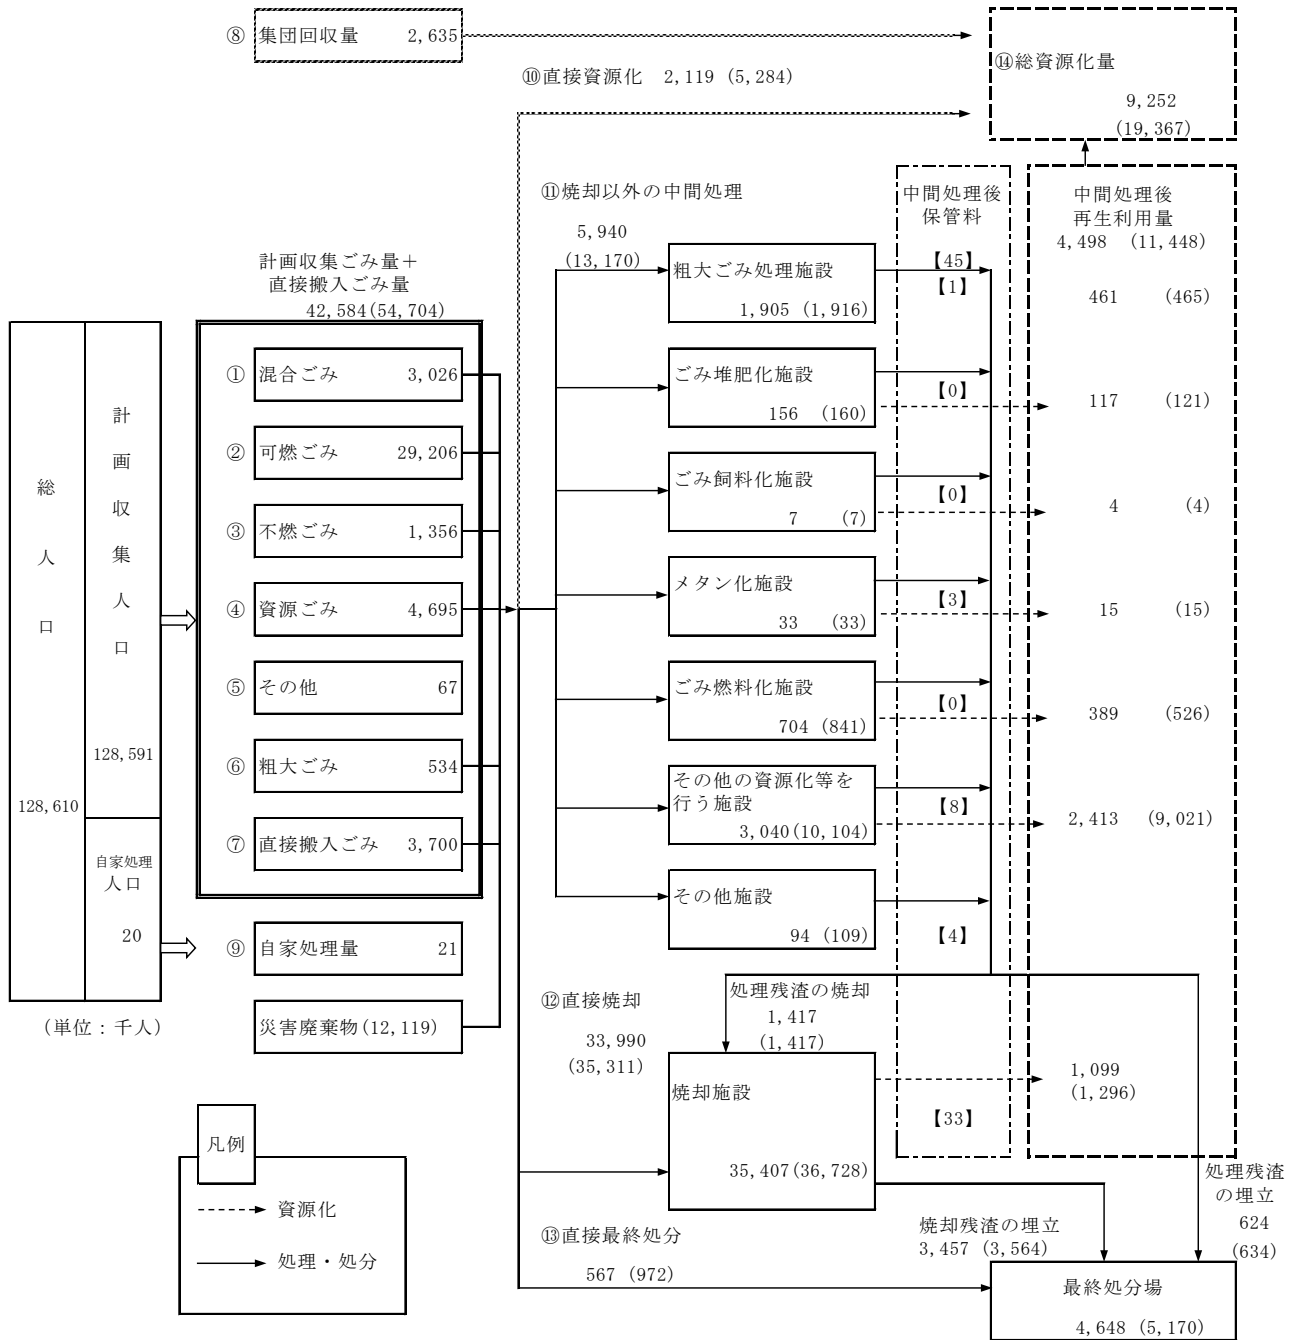 ⑧ 集団回収量 2,635
⑩直接資源化 2,119 (5,284)
⑭総資源化量
9,252
(19,367)
⑪焼却以外の中間処理
5,940
(13,170)
中間処理後
保管料
中間処理後
再生利用量
4,498 (11,448)
計画収集ごみ量+
直接搬入ごみ量
42,584(54,704)
粗大ごみ処理施設
1,905 (1,916)
【45】
【1】
461 (465)
① 混合ごみ 3,026
ごみ堆肥化施設
156 (160)
【0】
117 (121)
② 可燃ごみ 29,206
ごみ飼料化施設
7 (7)
【0】
4 (4)
③ 不燃ごみ 1,356
メタン化施設
33 (33)
【3】
15 (15)
④ 資源ごみ 4,695
ごみ燃料化施設
704 (841)
【0】
389 (526)
⑤ その他 67
その他の資源化等を
行う施設
3,040(10,104)
【8】
2,413 (9,021)
⑥ 粗大ごみ 534
⑦ 直接搬入ごみ 3,700
その他施設
94 (109)
【4】
総人口
128,610
計画収集人口
128,591
自家処理
人口
20
(単位:千人)
⑨ 自家処理量 21
災害廃棄物(12,119)
⑫直接焼却
33,990
(35,311)
処理残渣の焼却
1,417
(1,417)
焼却施設
35,407(36,728)
【33】
1,099
(1,296)
処理残渣
の埋立
624
(634)
⑬直接最終処分
567 (972)
焼却残渣の埋立
3,457 (3,564)
最終処分場
4,648 (5,170)
凡例
資源化
処理・処分